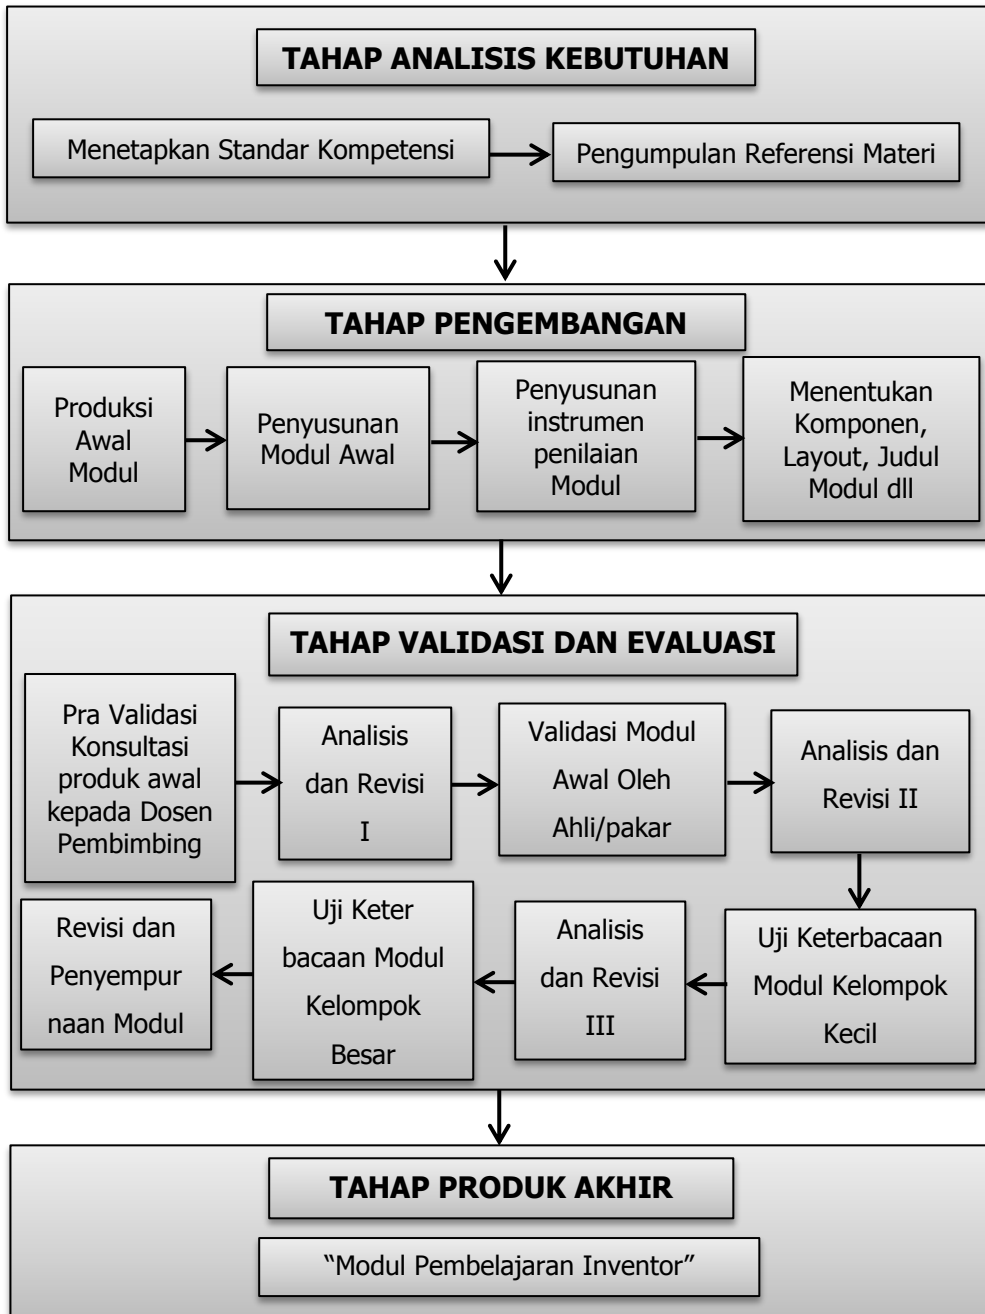 TAHAP ANALISIS KEBUTUHAN
Menetapkan Standar Kompetensi
Pengumpulan Referensi Materi
TAHAP PENGEMBANGAN
Produksi
Awal
Modul
Penyusunan
Modul Awal
Penyusunan
instrumen
penilaian
Modul
Menentukan
Komponen,
Layout, Judul
Modul dll
TAHAP VALIDASI DAN EVALUASI
Pra Validasi
Konsultasi
produk awal
kepada Dosen
Pembimbing
Analisis
dan Revisi
I
Validasi Modul
Awal Oleh
Ahli/pakar
Analisis dan
Revisi II
Uji Keterbacaan
Modul Kelompok
Kecil
Analisis
dan Revisi
III
Uji Keter
bacaan Modul
Kelompok
Besar
Revisi dan
Penyempur
naan Modul
TAHAP PRODUK AKHIR
“Modul Pembelajaran Inventor”